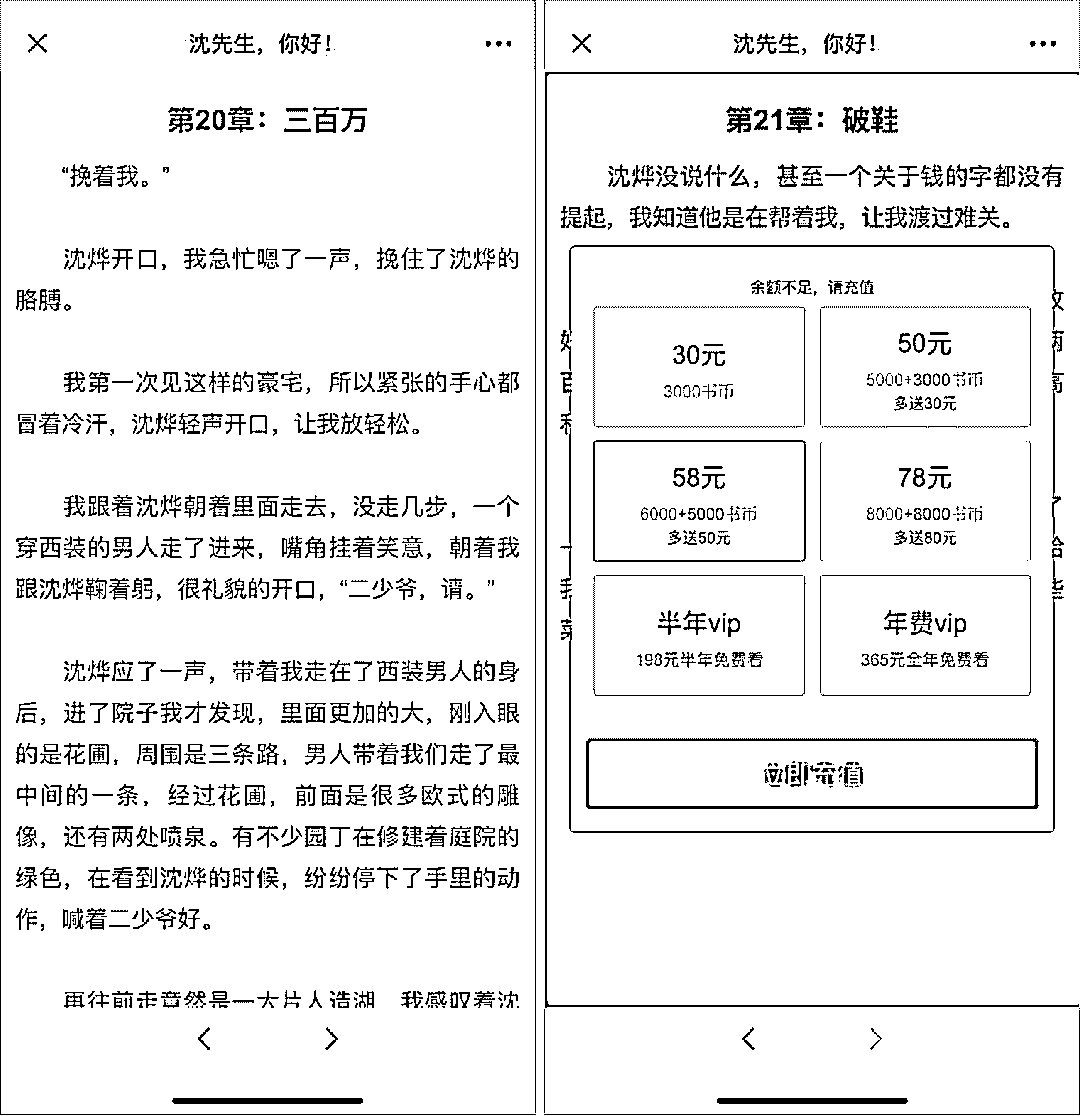 沈先生，你好！
第20章：三百万
“挽着我。”
沈烨开口，我急忙嗯了一声，挽住了沈烨的
胳膊。
我第一次见这样的豪宅，所以紧张的手心都
冒着冷汗，沈烨轻声开口，让我放轻松。
我跟着沈烨朝着里面走去，没走几步，一个
穿西装的男人走了进来，嘴角挂着笑意，朝着我
跟沈烨鞠着躬，很礼貌的开口，“二少爷，请。”
沈烨应了一声，带着我走在了西装男人的身
后，进了院子我才发现，里面更加的大，刚入眼
的是花圃，周围是三条路，男人带着我们走了最
中间的一条，经过花圃，前面是很多欧式的雕
像，还有两处喷泉。有不少园丁在修建着庭院的
绿色，在看到沈烨的时候，纷纷停下了手里的动
作，喊着二少爷好。
再往前走竟然是一大片人造湖，我感叹着沈
沈先生，你好！
第21章：破鞋
沈烨没说什么，甚至一个关于钱的字都没有
提起，我知道他是在帮着我，让我渡过难关。
余额不足，请充值
30元
3000书币
50元
5000+3000书币
多送30元
58元
6000+5000书币
多送50元
78元
8000+8000书币
多送80元
半年vip
198元半年免费看
年费vip
365元全年免费看
立即充值